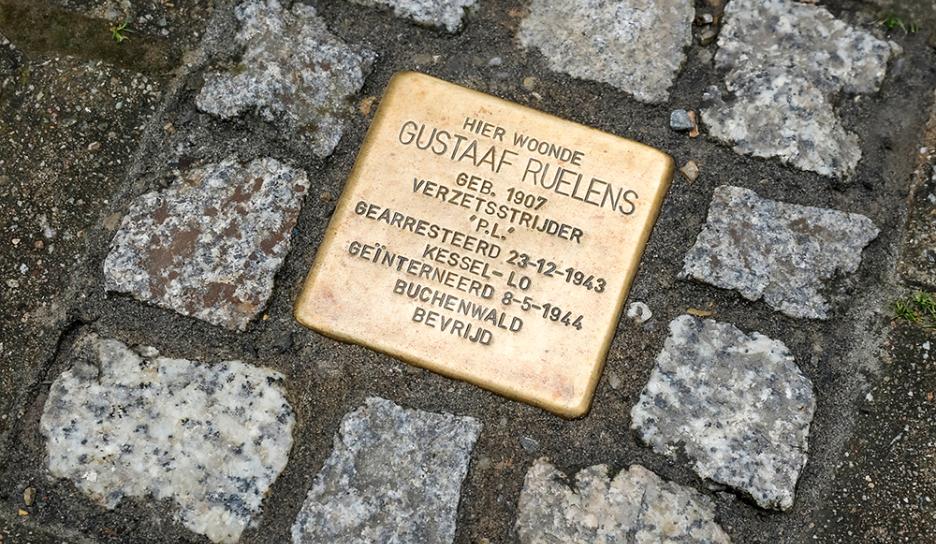 HIER WOONDE
GUSTAAF RUELENS
GEB. 1907
VERZETSSTRIJDER
"P.L."
GEARRESTEERD 23-12-1943
KESSEL-LO
GEÏNTERNEERD 8-5-1944
BUCHENWALD
BEVRIJD